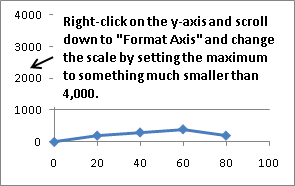 4000
Right-click on the y-axis and scroll
down to "Format Axis" and change
3000
the scale by setting the maximum
2000
to something much smaller than
4,000.
1000
0
0 20 40 60 80 100